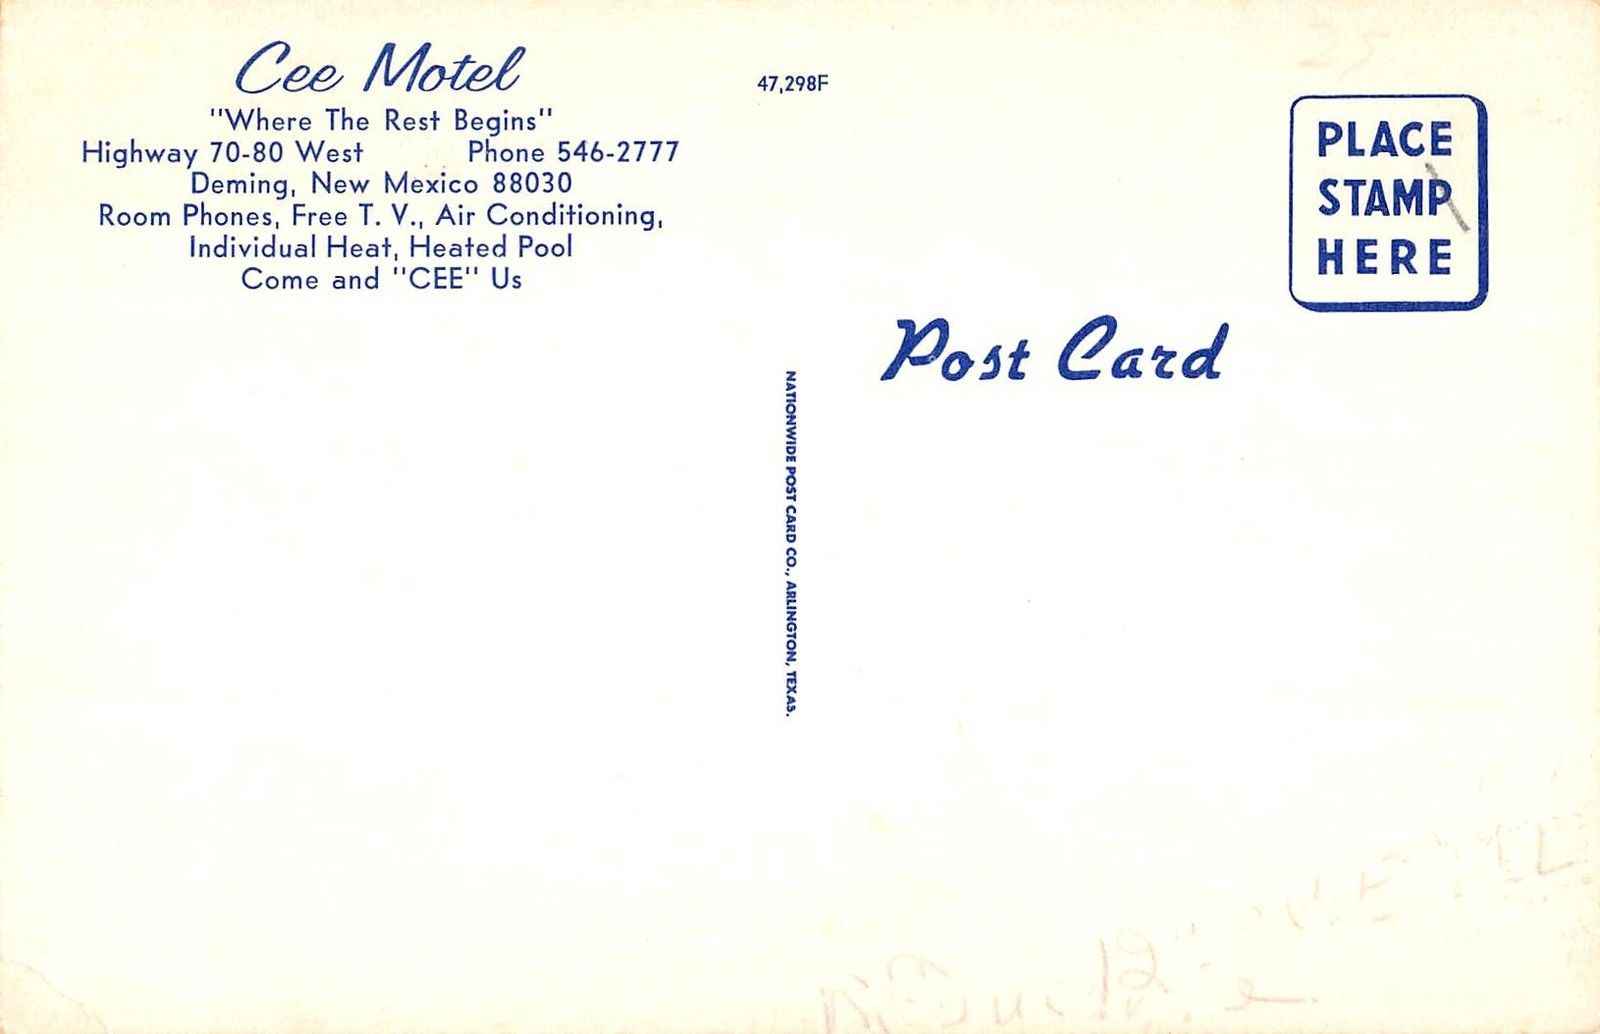 Cee Motel
"Where The Rest Begins"
Highway 70-80 West Phone 546-2777
Deming, New Mexico 88030
Room Phones, Free T. V., Air Conditioning,
Individual Heat, Heated Pool
Come and "CEE" Us
47,298F
PLACE
STAMP
HERE
Post Card
NATIONWIDE POST CARD CO., ARLINGTON, TEXAS.
25